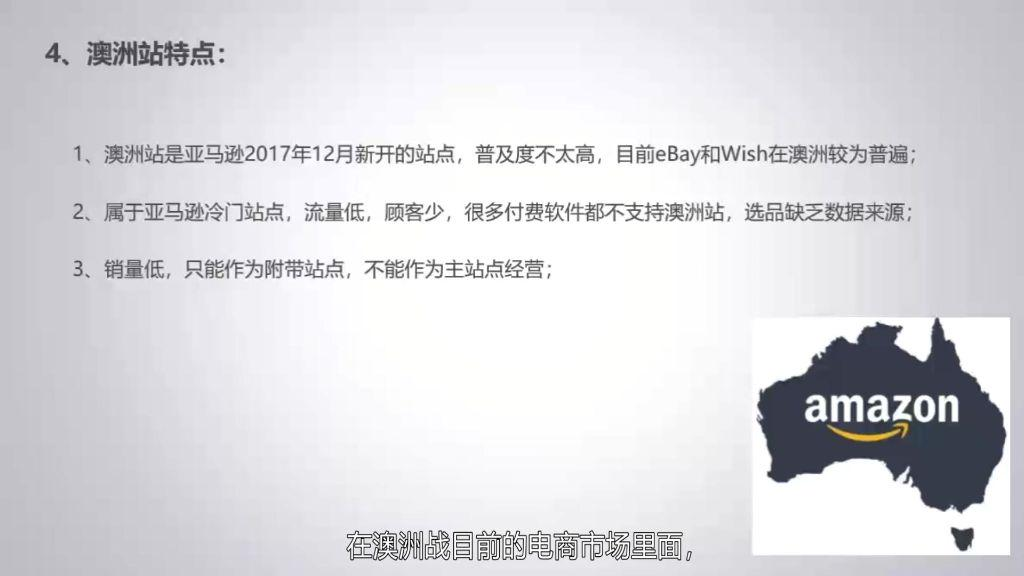 4、澳洲站特点：
1、澳洲站是亚马逊2017年12月新开的站点，普及度不太高，目前eBay和Wish在澳洲较为普遍；
2、属于亚马逊冷门站点，流量低，顾客少，很多付费软件都不支持澳洲站，选品缺乏数据来源；
3、销量低，只能作为附带站点，不能作为主站点经营；
amazon
在澳洲战目前的电商市场里面，